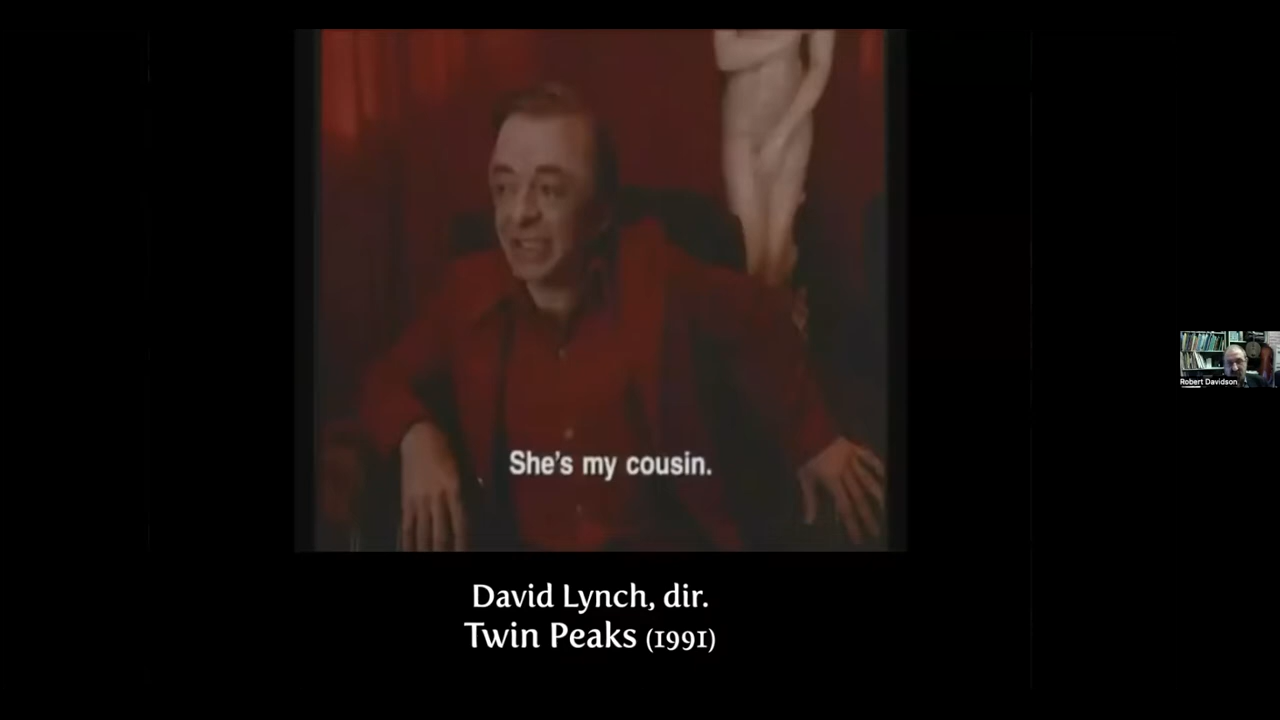 She's my cousin.
David Lynch, dir.
Twin Peaks (1991)
Robert Davidson